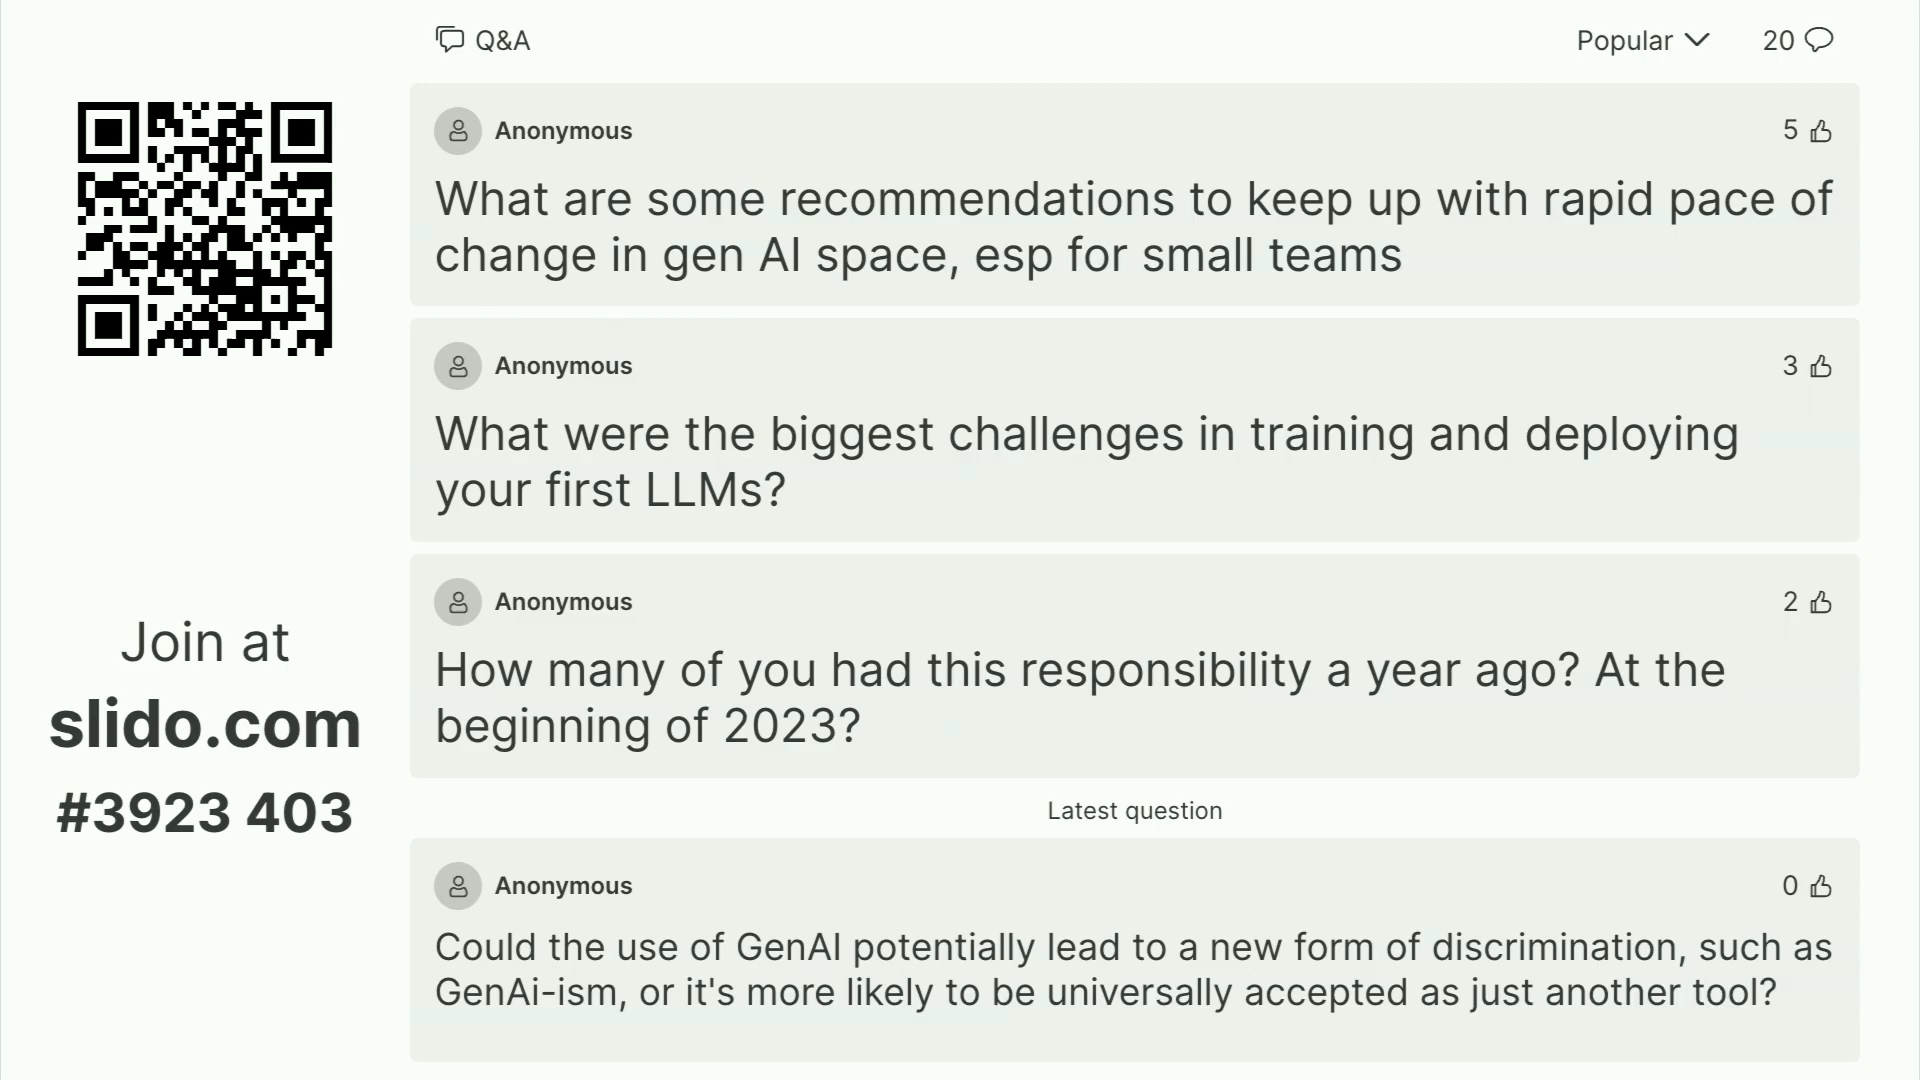 Q&A
Popular
20
Anonymous
5
What are some recommendations to keep up with rapid pace of
change in gen AI space, esp for small teams
Anonymous
3
What were the biggest challenges in training and deploying
your first LLMs?
Anonymous
2
How many of you had this responsibility a year ago? At the
beginning of 2023?
Latest question
Anonymous
0
Could the use of GenAI potentially lead to a new form of discrimination, such as
GenAi-ism, or it's more likely to be universally accepted as just another tool?
Join at
slido.com
#3923 403